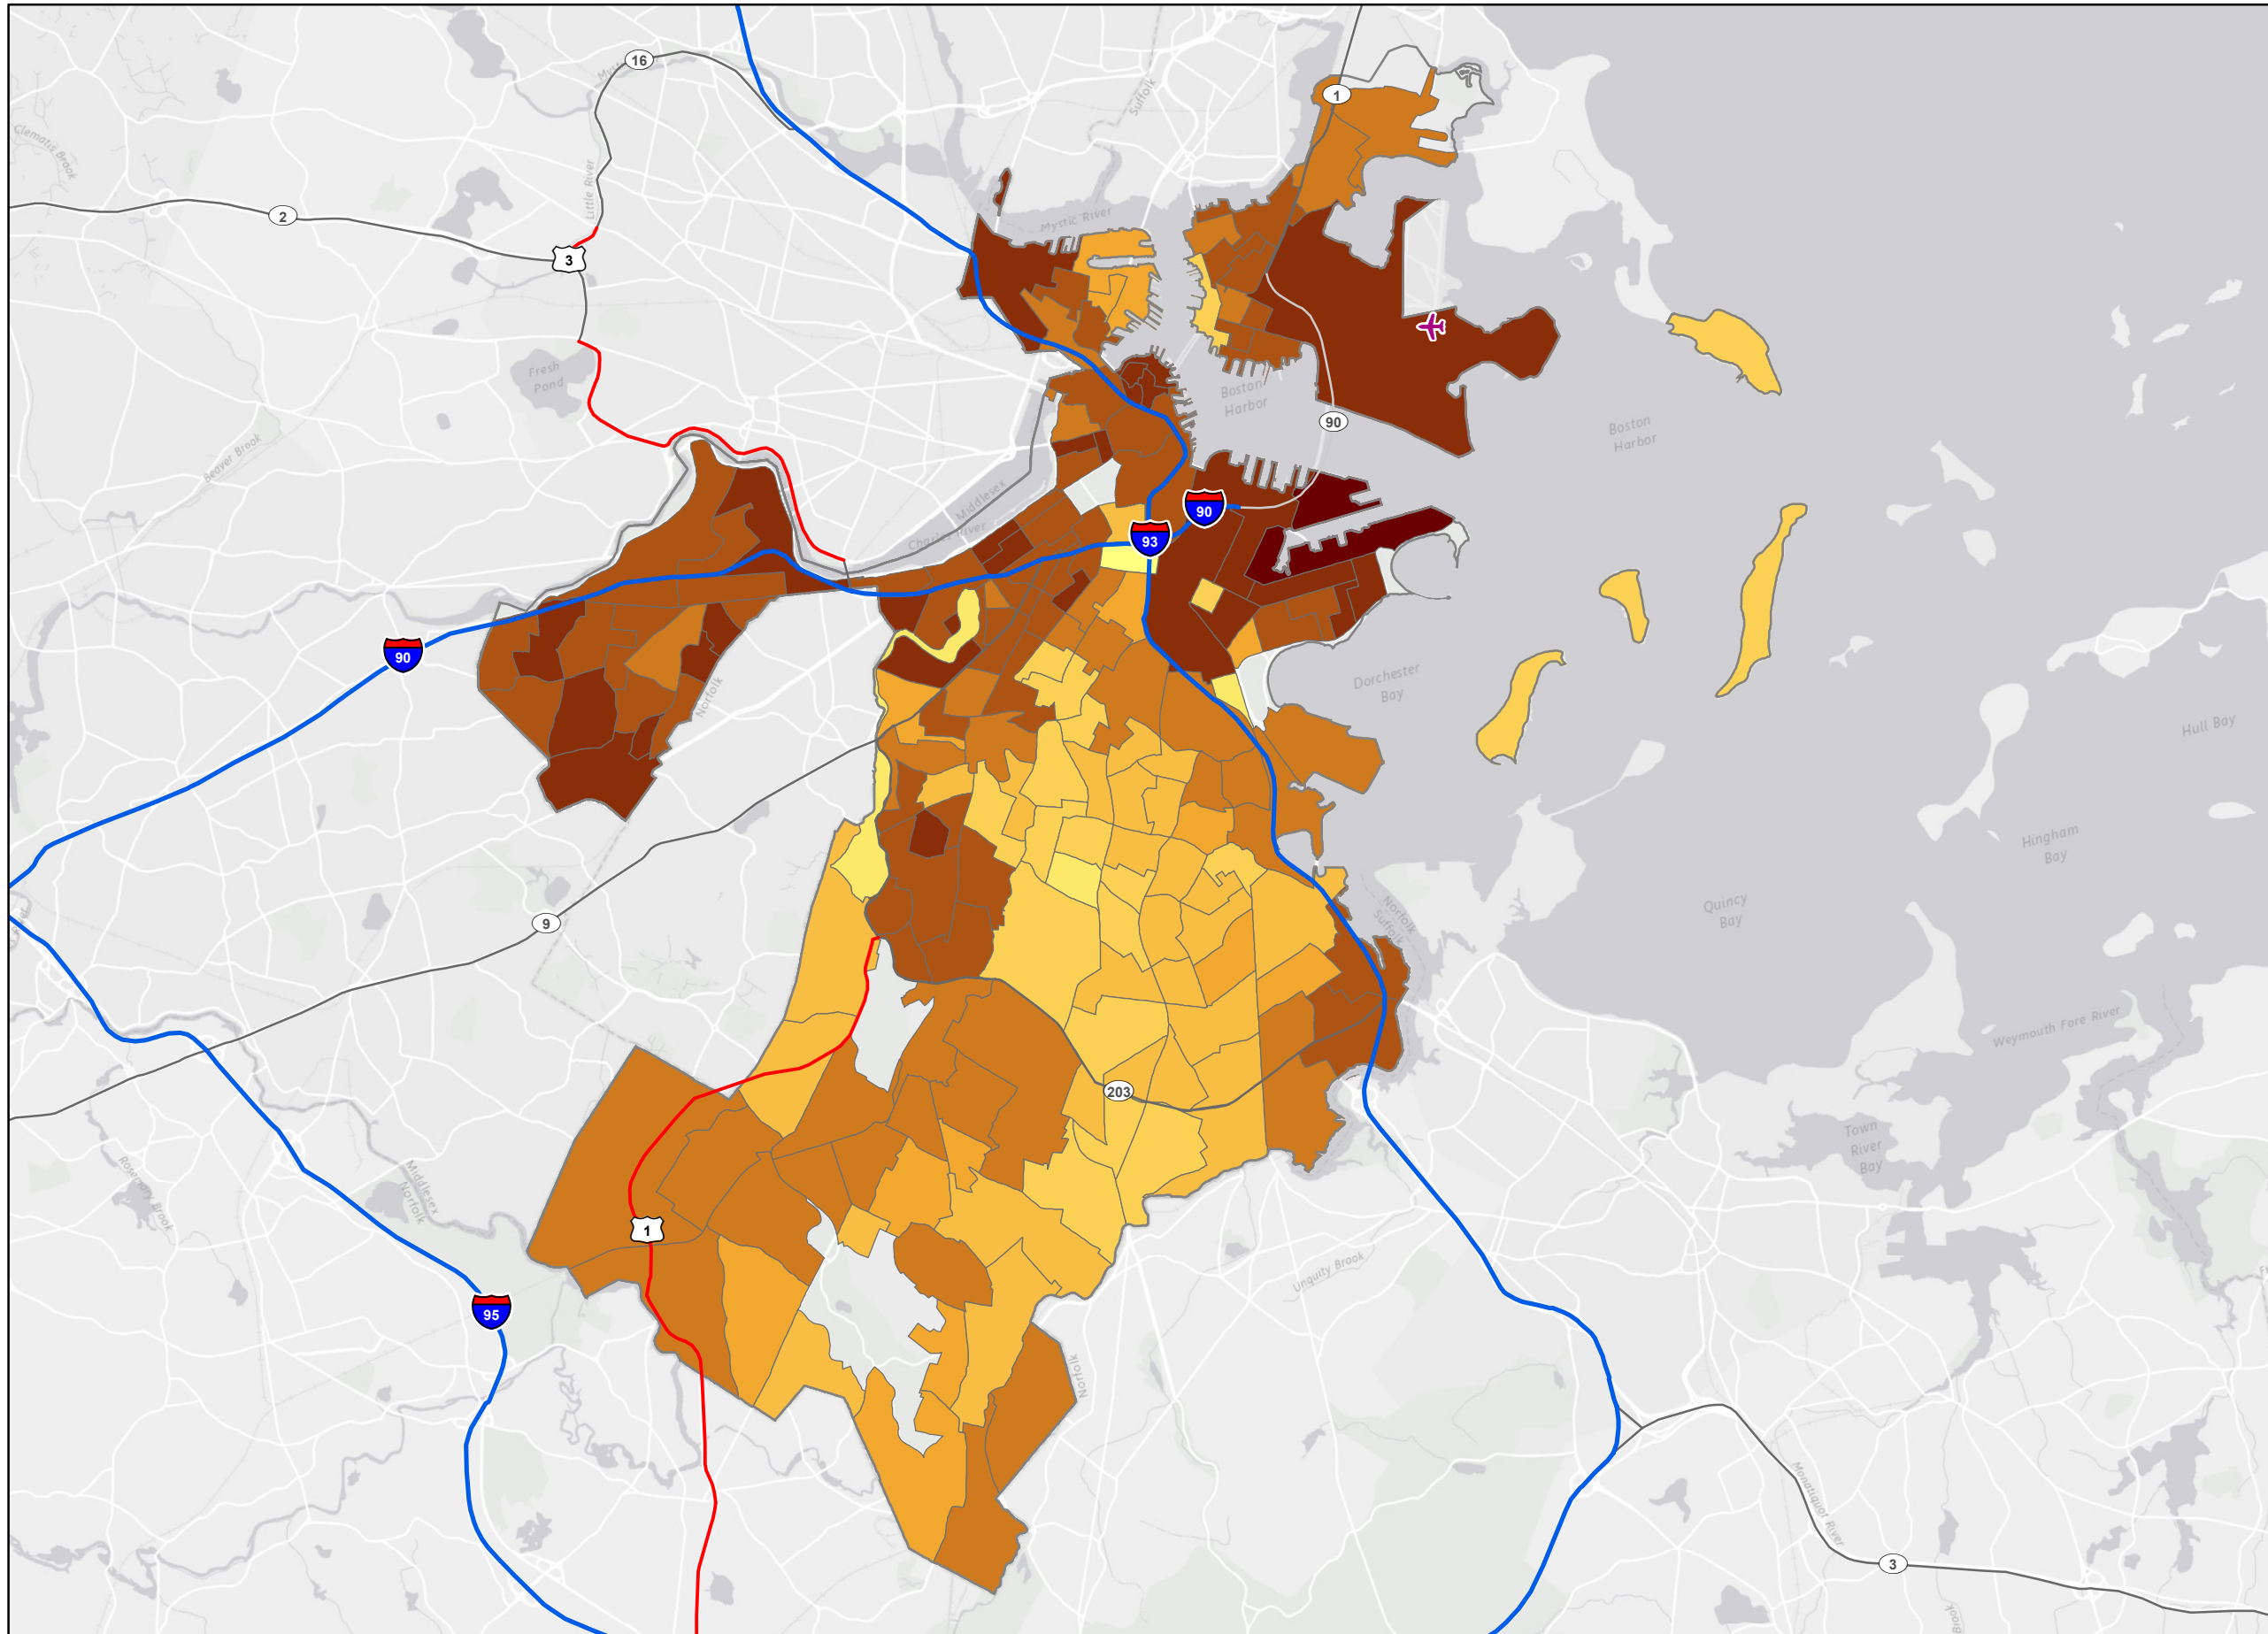 16
Suffolk
1
Clematis Brook
Little River
2
Mystic River
3
Fresh
Pond
Boston
Harbor
90
Boston
Harbor
Beaver Brook
Middlesex
Charles River
90
93
90
Norfolk
Dorchester
Bay
Hull Bay
Hingham
Bay
9
Norfolk
Suffolk
Quincy
Bay
Weymouth Fore River
203
Town
River
Bay
Rosemary Brook
Middlesex
Norfolk
1
Unquity Brook
95
Norfolk
Monatiquot River
3
Brook